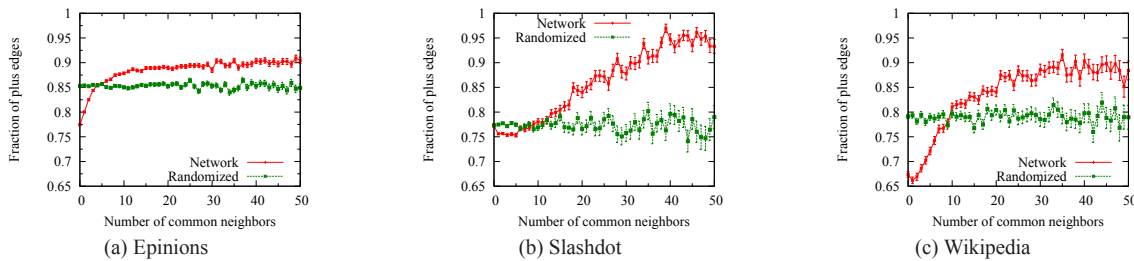 1
0.95
0.9
0.85
0.8
0.75
0.7
0.65
0 10 20 30 40 50
Fraction of plus edges
Number of common neighbors
Network
Randomized
(a) Epinions
1
0.95
0.9
0.85
0.8
0.75
0.7
0.65
0 10 20 30 40 50
Fraction of plus edges
Number of common neighbors
Network
Randomized
(b) Slashdot
1
0.95
0.9
0.85
0.8
0.75
0.7
0.65
0 10 20 30 40 50
Fraction of plus edges
Number of common neighbors
Network
Randomized
(c) Wikipedia